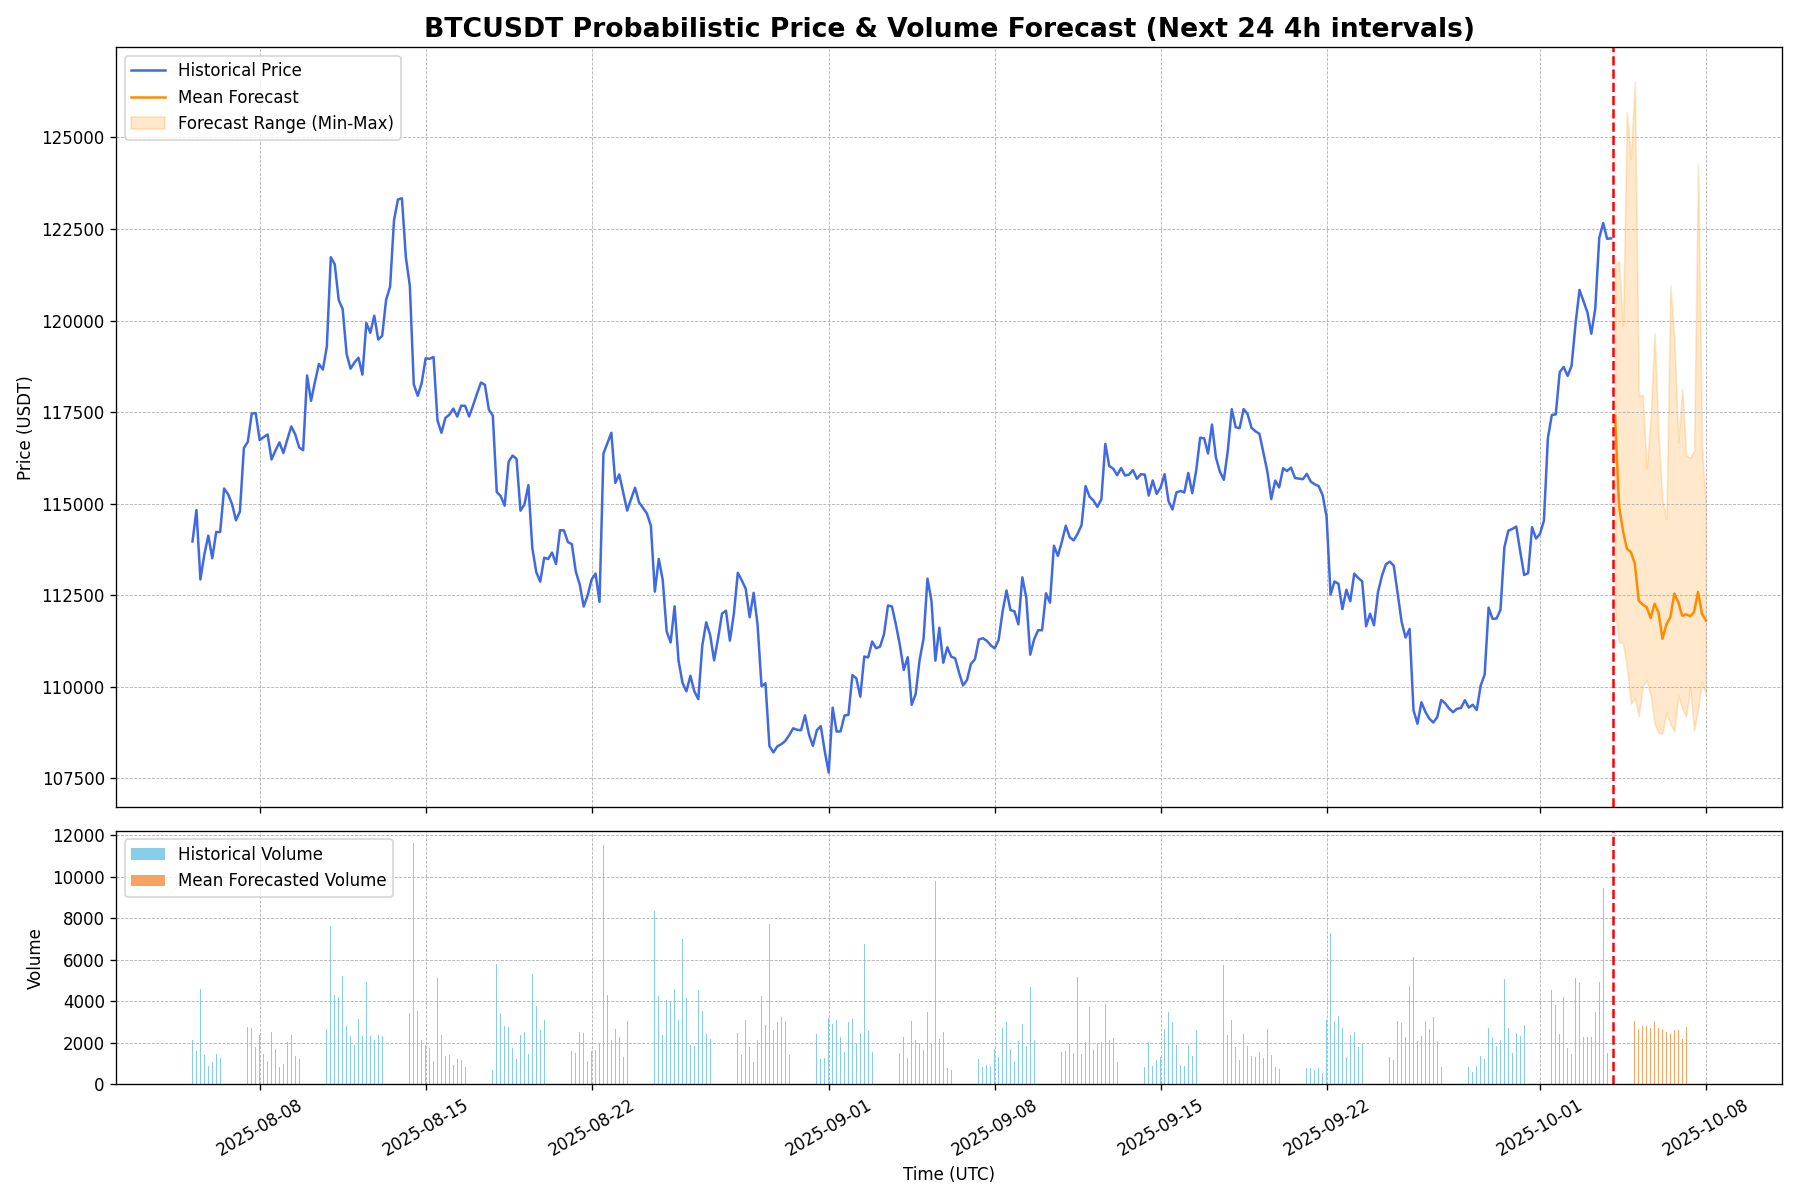 BTCUSDT Probabilistic Price & Volume Forecast (Next 24 4h intervals)
Historical Price
Mean Forecast
Forecast Range (Min-Max)
Price (USDT)
125000
122500
120000
117500
115000
112500
110000
107500
Historical Volume
Mean Forecasted Volume
Volume
12000
10000
8000
6000
4000
2000
0
2025-08-08
2025-08-15
2025-08-22
2025-09-01
2025-09-08
2025-09-15
2025-09-22
2025-10-01
2025-10-08
Time (UTC)